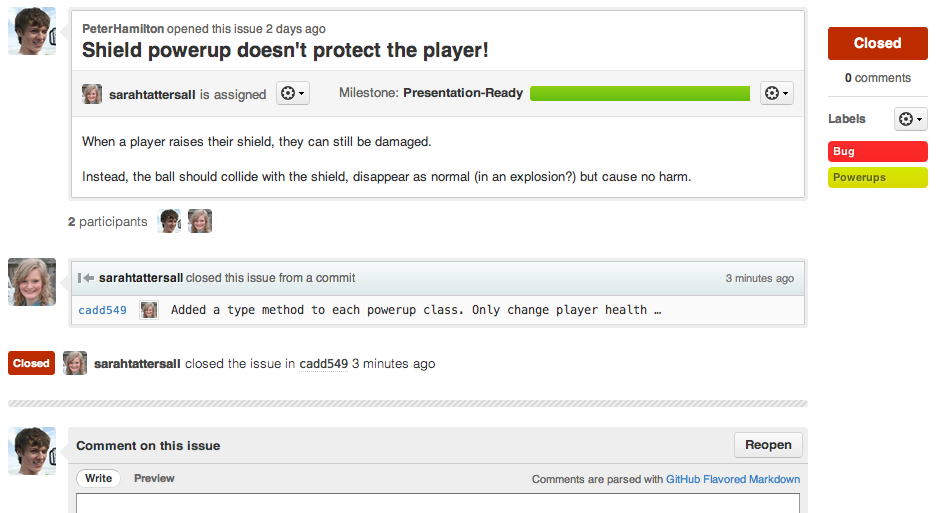 PeterHamilton opened this issue 2 days ago
Shield powerup doesn't protect the player!
Closed
0 comments
sarahtattersall is assigned
Milestone: Presentation-Ready
Labels
Bug
Powerups
When a player raises their shield, they can still be damaged.
Instead, the ball should collide with the shield, disappear as normal (in an explosion?) but cause no harm.
2 participants
sarahtattersall closed this issue from a commit
3 minutes ago
cadd549 Added a type method to each powerup class. Only change player health …
Closed sarahtattersall closed the issue in cadd549 3 minutes ago
Comment on this issue
Reopen
Write Preview
Comments are parsed with GitHub Flavored Markdown